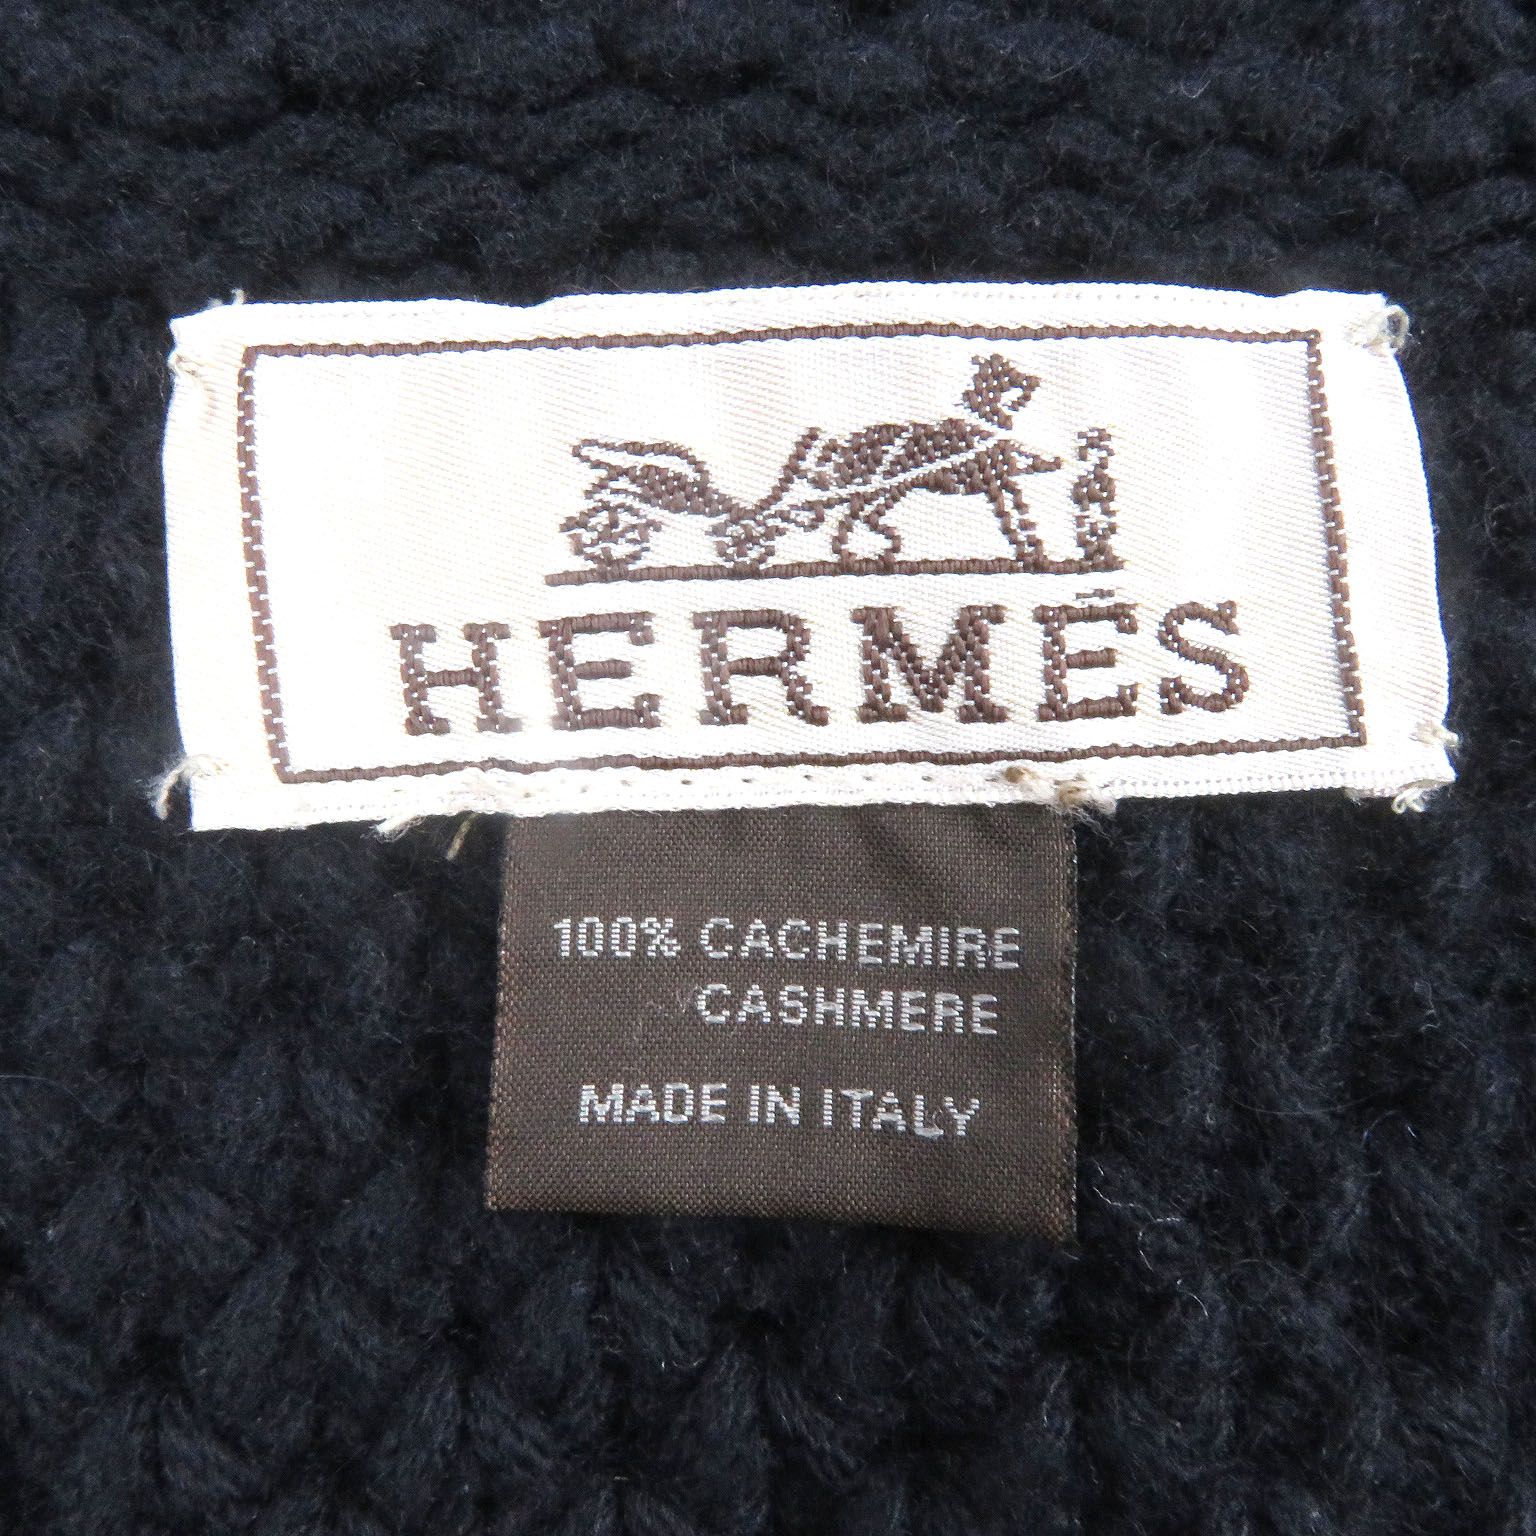 HERMÈS
100% CACHEMIRE
CASHMERE
MADE IN ITALY